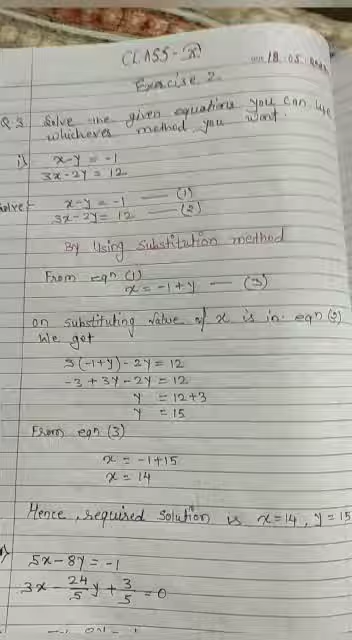 CLASS-X
18.05.
Exercise 2
Q.3 Solve the given equations you can use
whichever method you want.
i) x-y = -1
3x-2y = 12
Solve:- x-y = -1 — (1)
3x-2y = 12 — (2)
By Using substitution method
From eqn (1)
x = -1+y — (3)
On substituting value of x is in eqn (2)
We get
3(-1+y)-2y = 12
-3+3y-2y = 12
y = 12+3
y = 15
From eqn (3)
x = -1+15
x = 14
Hence, required solution is x=14, y=15
5x-8y = -1
3x - 24/5 y + 3/5 = 0